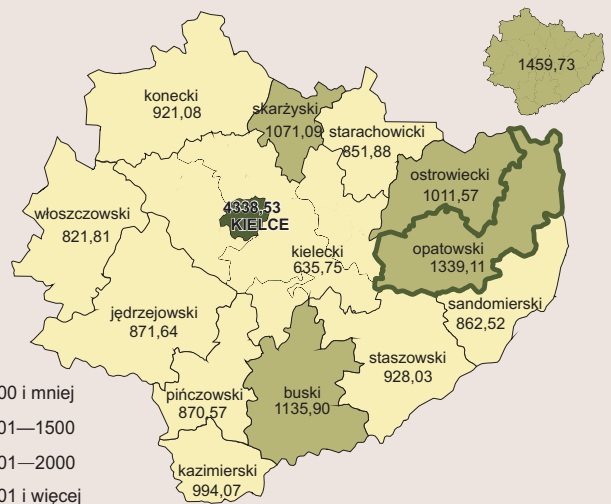 1459,73
konecki
921,08
skarżyski
1071,09
starachowicki
851,88
ostrowiecki
1011,57
włoszczowski
821,81
4338,53
KIELCE
kielecki
635,75
opatowski
1339,11
jędrzejowski
871,64
sandomierski
862,52
staszowski
928,03
pińczowski
870,57
buski
1135,90
kazimierski
994,07
00 i mniej
01—1500
01—2000
01 i więcej